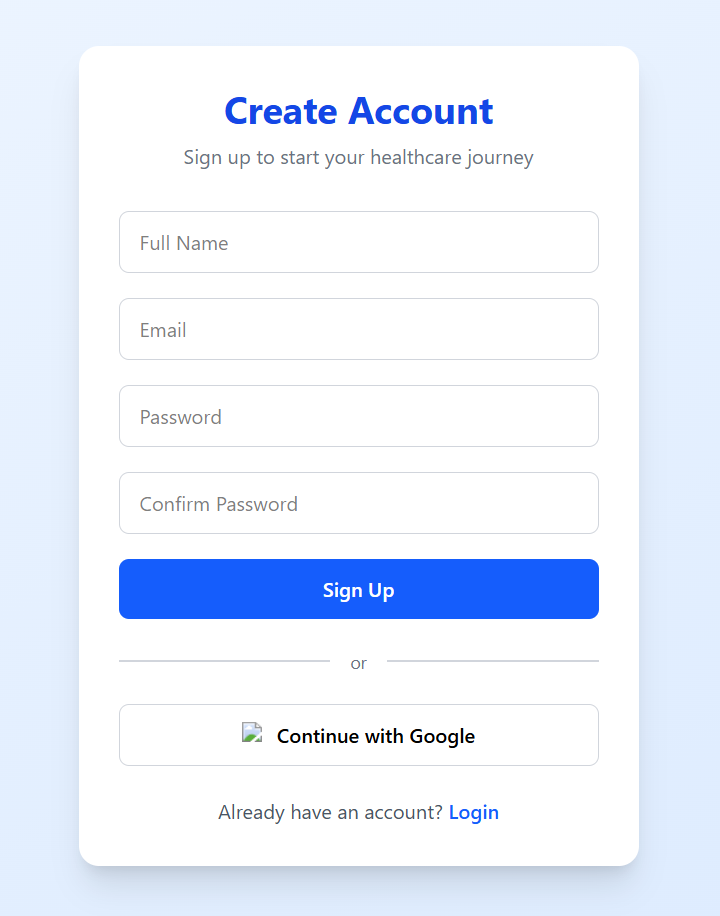 Create Account
Sign up to start your healthcare journey
Full Name
Email
Password
Confirm Password
Sign Up
or
Continue with Google
Already have an account? Login